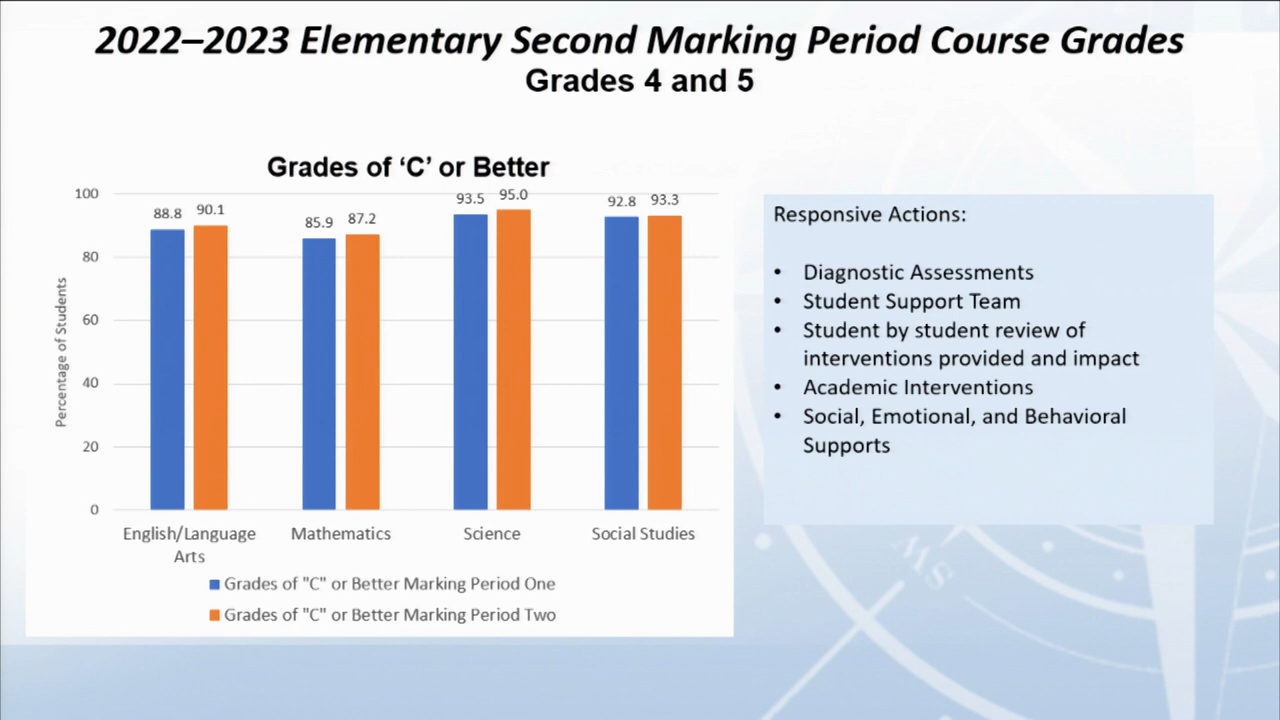 2022–2023 Elementary Second Marking Period Course Grades
Grades 4 and 5
Grades of ‘C’ or Better
100
80
60
40
20
0
Percentage of Students
88.8
90.1
85.9
87.2
93.5
95.0
92.8
93.3
English/Language
Arts
Mathematics
Science
Social Studies
Grades of "C" or Better Marking Period One
Grades of "C" or Better Marking Period Two
Responsive Actions:
• Diagnostic Assessments
• Student Support Team
• Student by student review of
interventions provided and impact
• Academic Interventions
• Social, Emotional, and Behavioral
Supports
SW